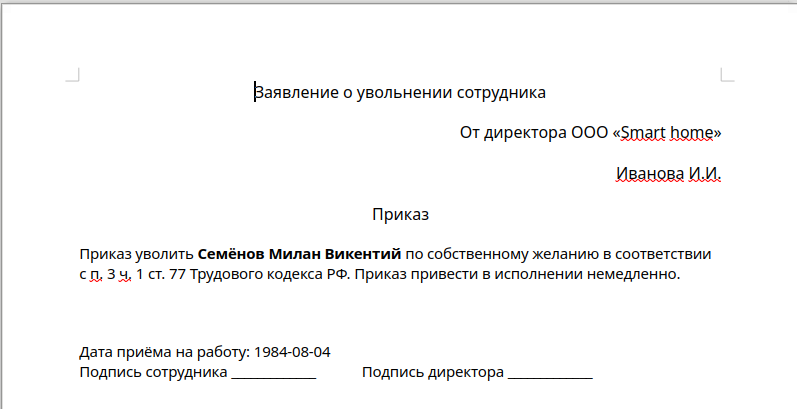 Заявление о увольнении сотрудника
От директора ООО «Smart home»
Иванова И.И.
Приказ
Приказ уволить Семёнов Милан Викентий по собственному желанию в соответствии
с п, 3 ч, 1 ст. 77 Трудового кодекса РФ. Приказ привести в исполнении немедленно.
Дата приёма на работу: 1984-08-04
Подпись сотрудника ____________ Подпись директора ____________